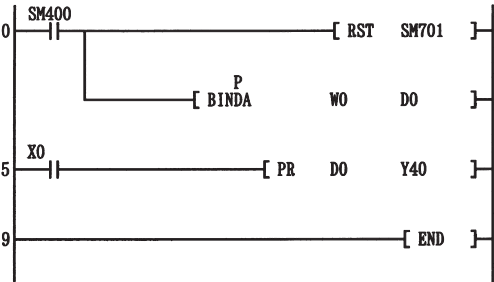 SM400
0 RST SM701
P
BINDA W0 D0
X0
5 PR D0 Y40
9 END